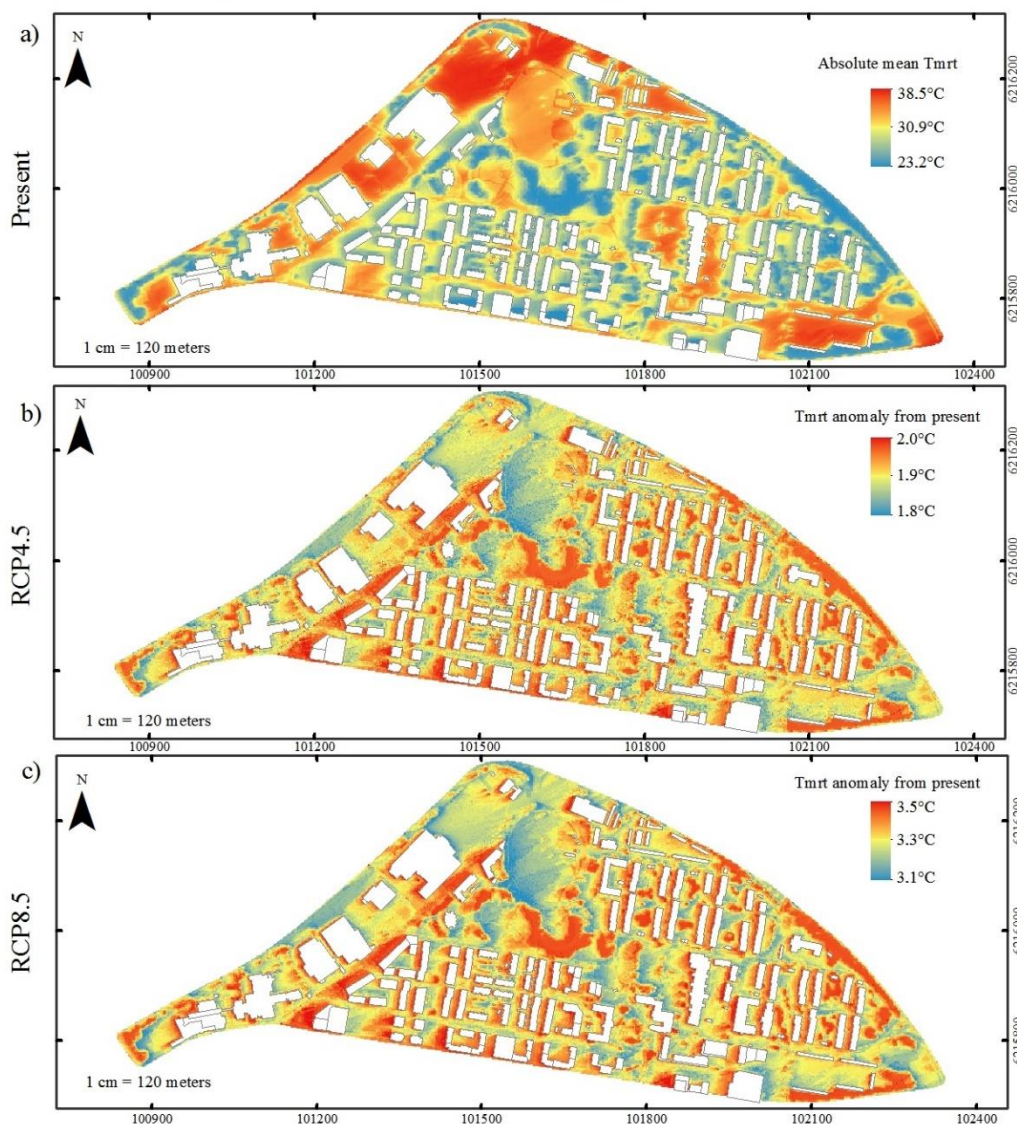 a)
N
Present
Absolute mean Tmrt
38.5°C
30.9°C
23.2°C
6216200
6216000
6215800
1 cm = 120 meters
100900
101200
101500
101800
102100
102400
b)
N
RCP4.5
Tmrt anomaly from present
2.0°C
1.9°C
1.8°C
6216200
6216000
6215800
1 cm = 120 meters
100900
101200
101500
101800
102100
102400
c)
N
RCP8.5
Tmrt anomaly from present
3.5°C
3.3°C
3.1°C
6216200
6216000
6215800
1 cm = 120 meters
100900
101200
101500
101800
102100
102400